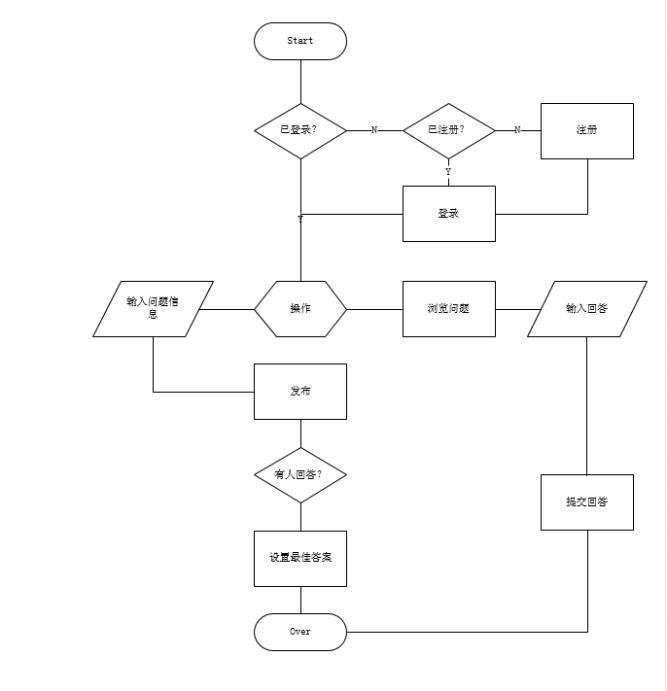 Start
已登录?
N
已注册?
N
注册
Y
登录
Y
输入问题信
息
操作
浏览问题
输入回答
发布
有人回答?
提交回答
设置最佳答案
Over